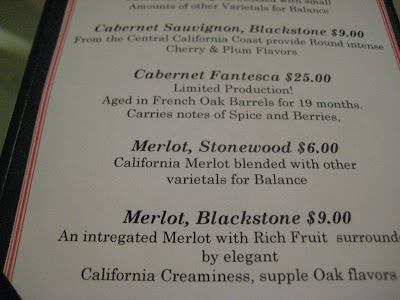 ed with small
Amounts of other Varietals for Balance
Cabernet Sauvignon, Blackstone $9.00
From the Central California Coast provide Round intense
Cherry & Plum Flavors
Cabernet Fantesca $25.00
Limited Production!
Aged in French Oak Barrels for 19 months.
Carries notes of Spice and Berries,
Merlot, Stonewood $6.00
California Merlot blended with other
varietals for Balance
Merlot, Blackstone $9.00
An intregated Merlot with Rich Fruit surround
by elegant
California Creaminess, supple Oak flavors